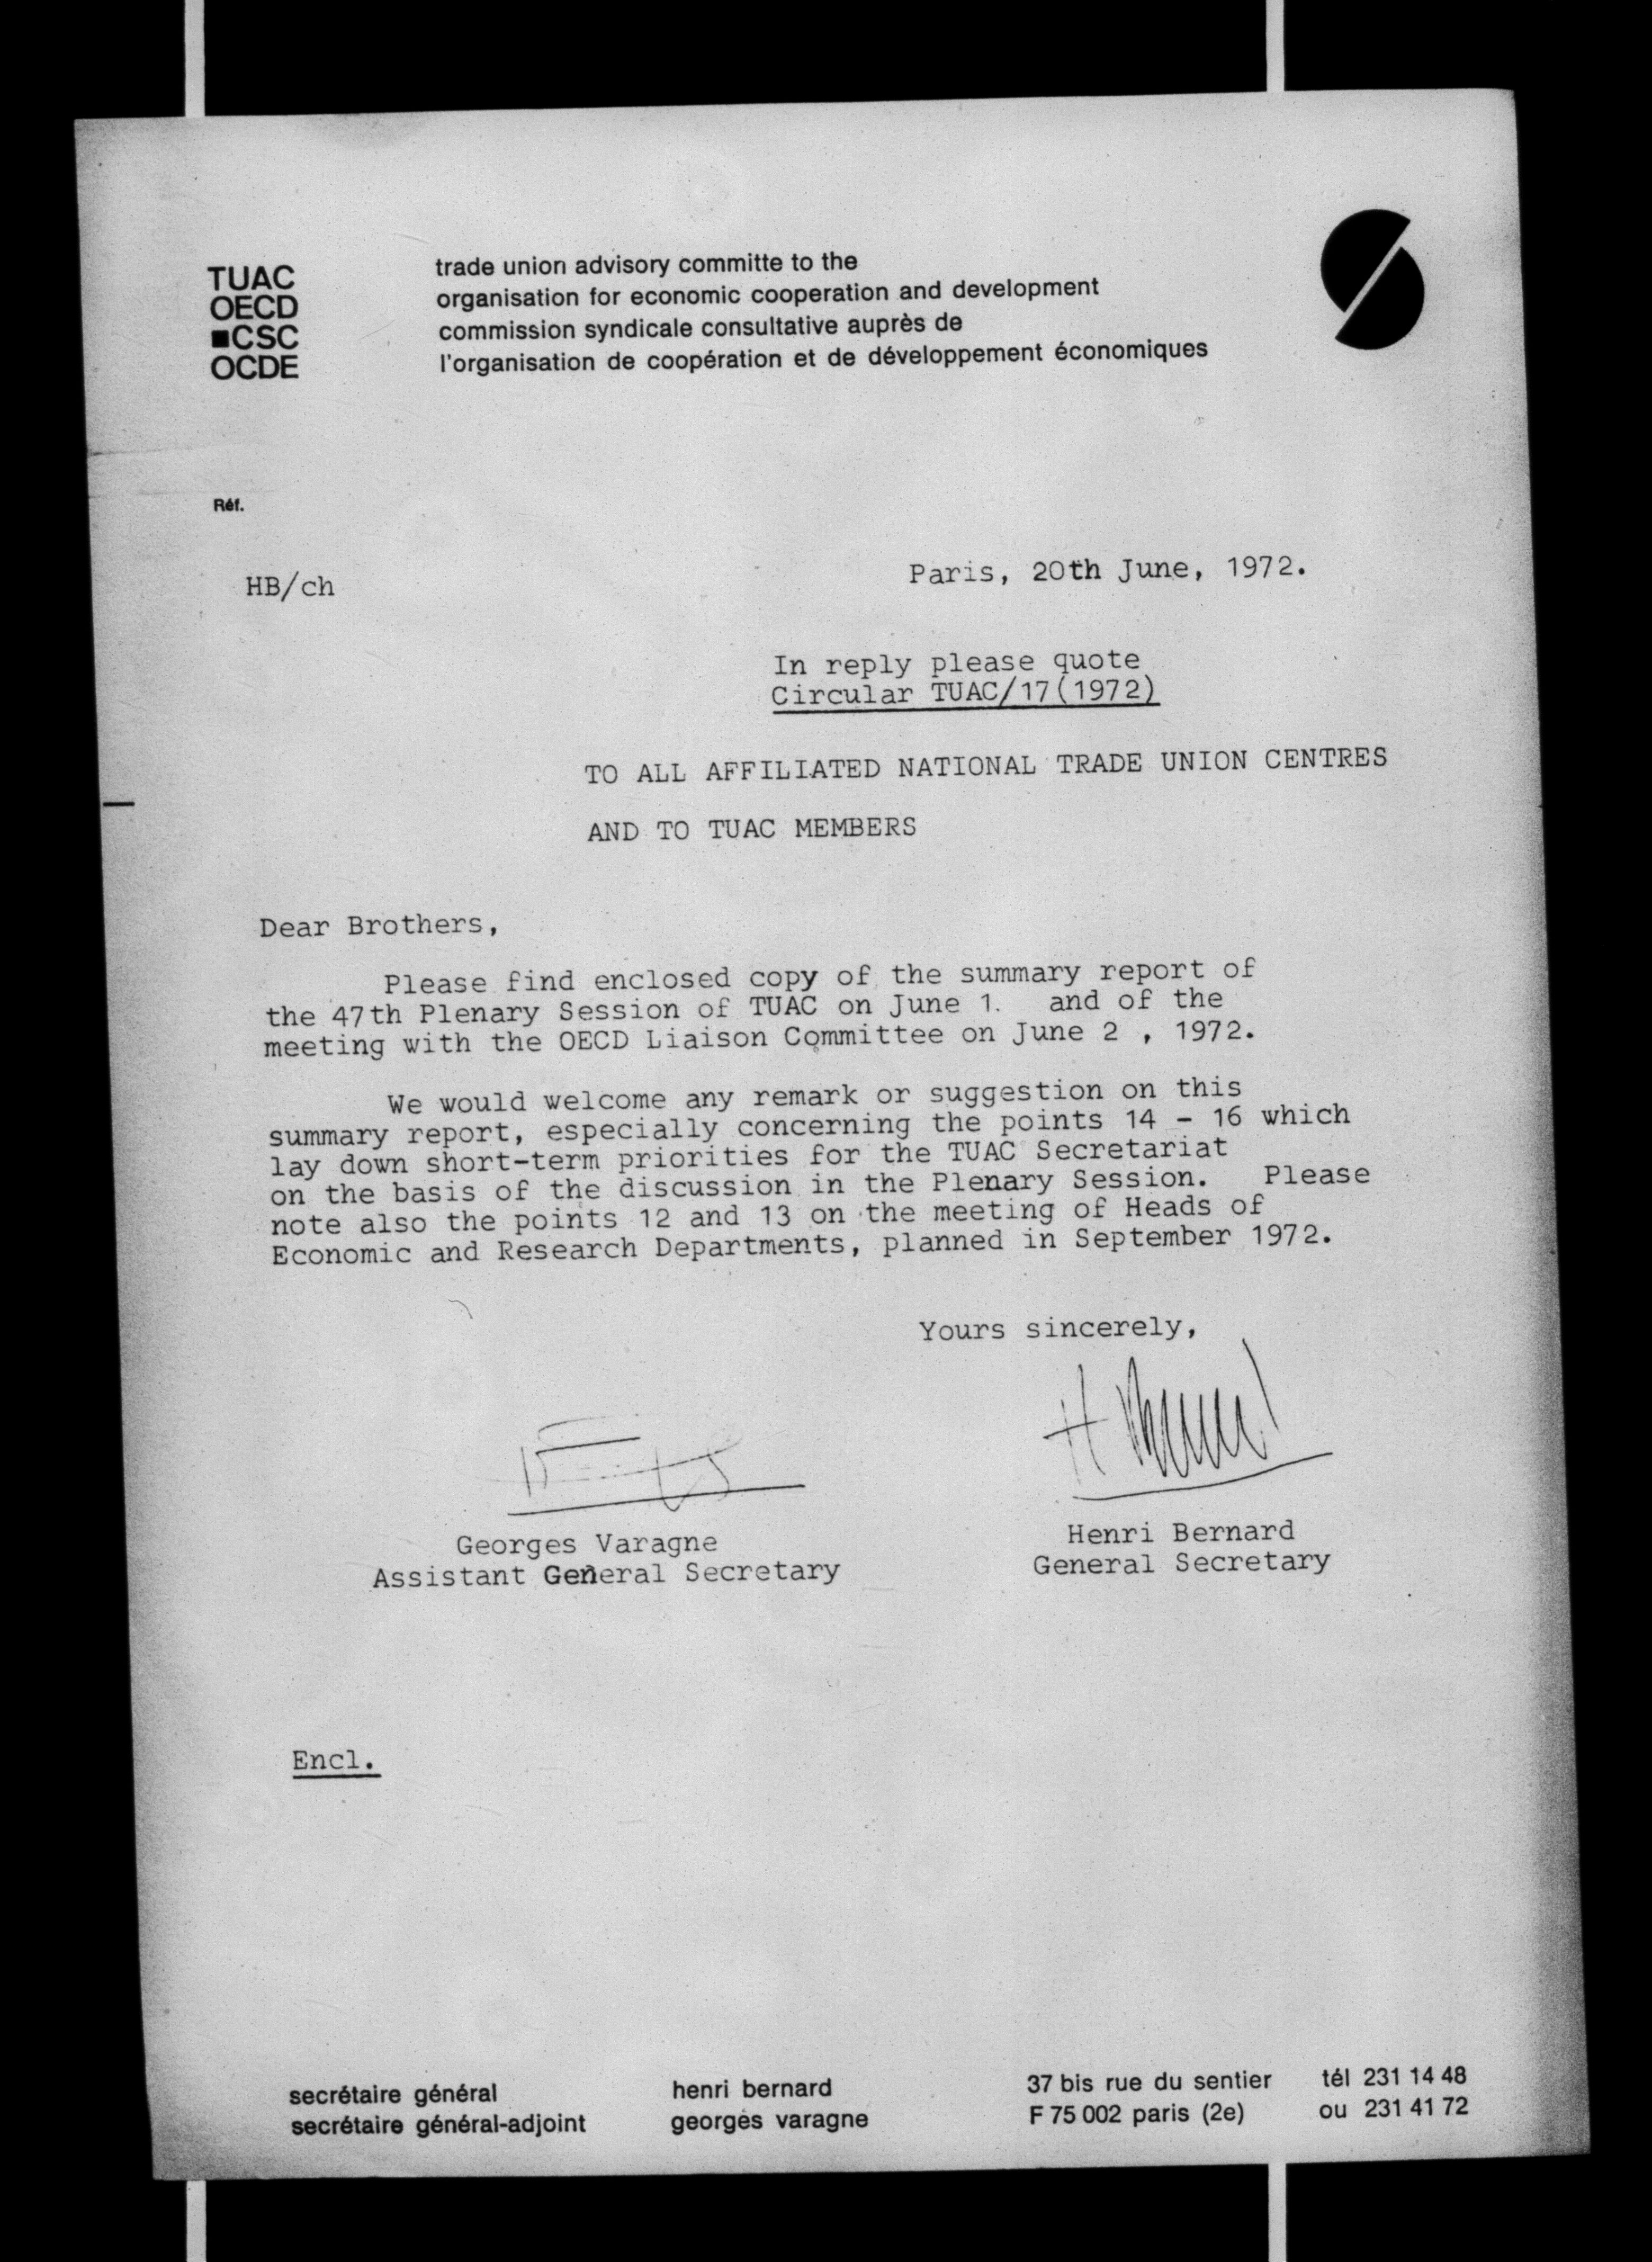 TUAC
OECD
■CSC
OCDE
trade union advisory committe to the
organisation for economic cooperation and development
commission syndicale consultative auprès de
l'organisation de coopération et de développement économiques
Réf.
HB/ch
Paris, 20th June, 1972.
In reply please quote
Circular TUAC/17(1972)
TO ALL AFFILIATED NATIONAL TRADE UNION CENTRES
AND TO TUAC MEMBERS
Dear Brothers,
Please find enclosed copy of the summary report of
the 47th Plenary Session of TUAC on June 1. and of the
meeting with the OECD Liaison Committee on June 2 , 1972.
We would welcome any remark or suggestion on this
summary report, especially concerning the points 14 - 16 which
lay down short-term priorities for the TUAC Secretariat
on the basis of the discussion in the Plenary Session. Please
note also the points 12 and 13 on the meeting of Heads of
Economic and Research Departments, planned in September 1972.
Yours sincerely,
Georges Varagne
Assistant General Secretary
H Bernard
Henri Bernard
General Secretary
Encl.
secrétaire général henri bernard 37 bis rue du sentier tél 231 14 48
secrétaire général-adjoint georges varagne F 75 002 paris (2e) ou 231 41 72